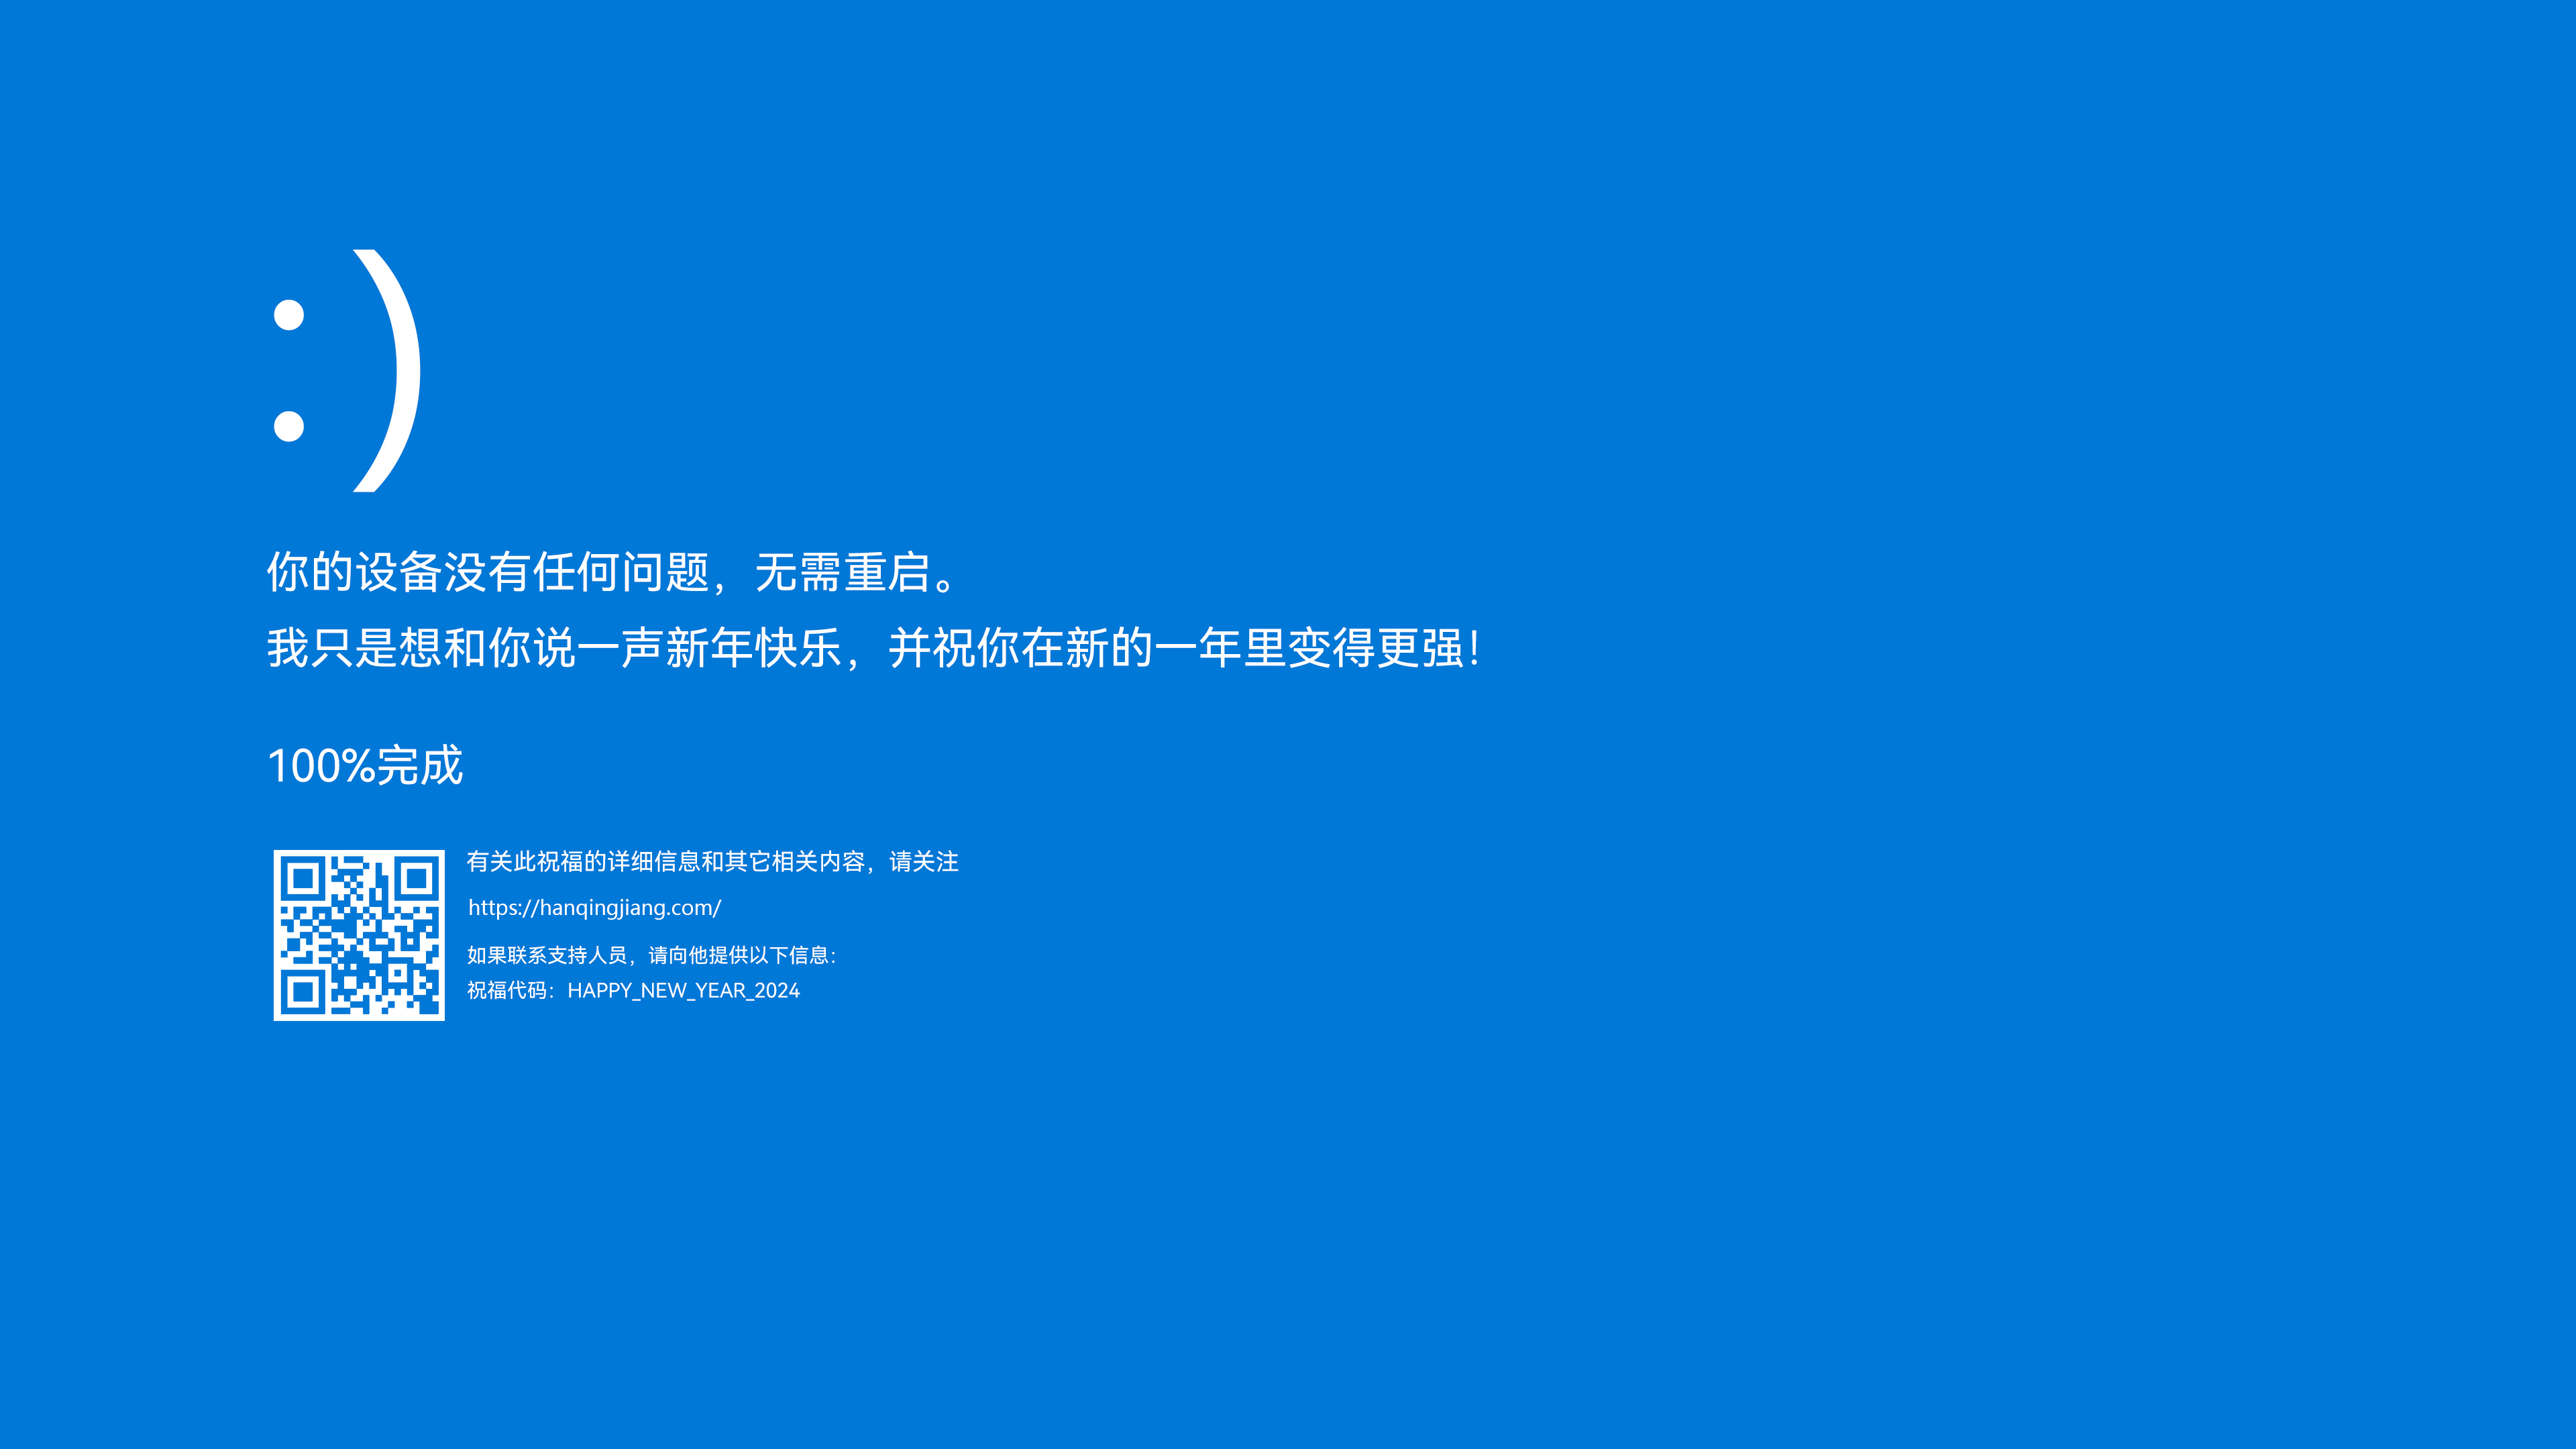 :)
你的设备没有任何问题，无需重启。
我只是想和你说一声新年快乐，并祝你在新的一年里变得更强！
100%完成
有关此祝福的详细信息和其它相关内容，请关注
https://hanqingjiang.com/
如果联系支持人员，请向他提供以下信息：
祝福代码：HAPPY_NEW_YEAR_2024